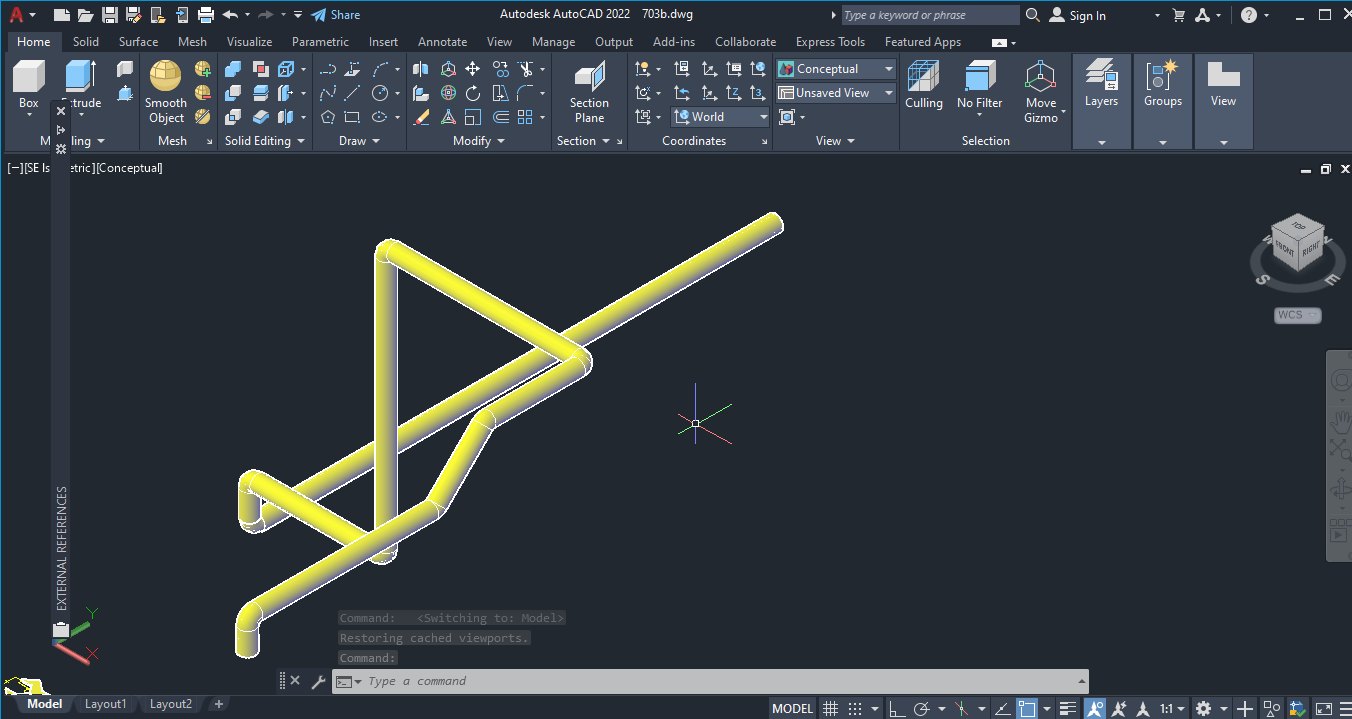 Share
Autodesk AutoCAD 2022 703b.dwg
Type a keyword or phrase
Sign In
Home Solid Surface Mesh Visualize Parametric Insert Annotate View Manage Output Add-ins Collaborate Express Tools Featured Apps
Box
Smooth
Object
Section
Plane
World
Conceptual
Unsaved View
Culling
No Filter
Move
Gizmo
Layers
Groups
View
Mesh
Solid Editing
Draw
Modify
Section
Coordinates
View
Selection
[Conceptual]
TOP
FRONT
RIGHT
S
E
WCS
EXTERNAL REFERENCES
Y
X
Command: <Switching to: Model>
Restoring cached viewports.
Command:
Type a command
Model Layout1 Layout2 +
MODEL
1:1